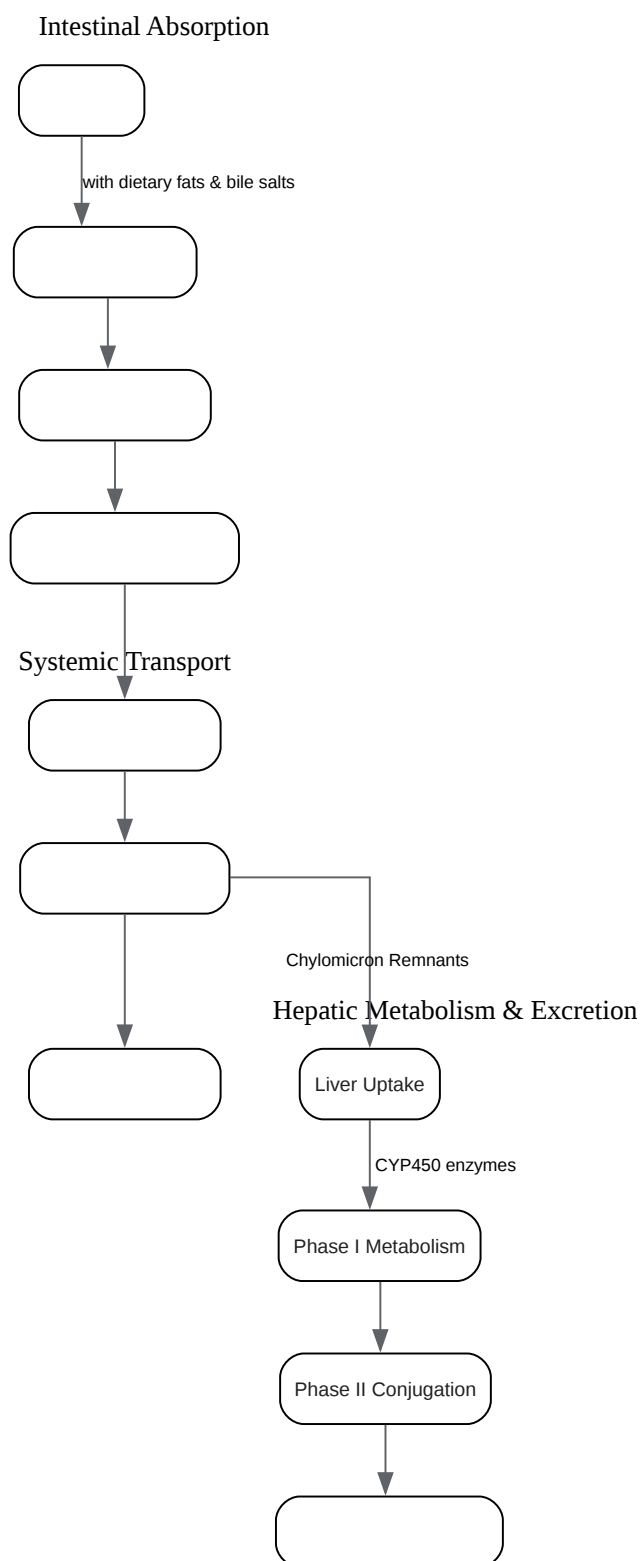 Intestinal Absorption
with dietary fats & bile salts
Systemic Transport
Chylomicron Remnants
Hepatic Metabolism & Excretion
Liver Uptake
CYP450 enzymes
Phase I Metabolism
Phase II Conjugation